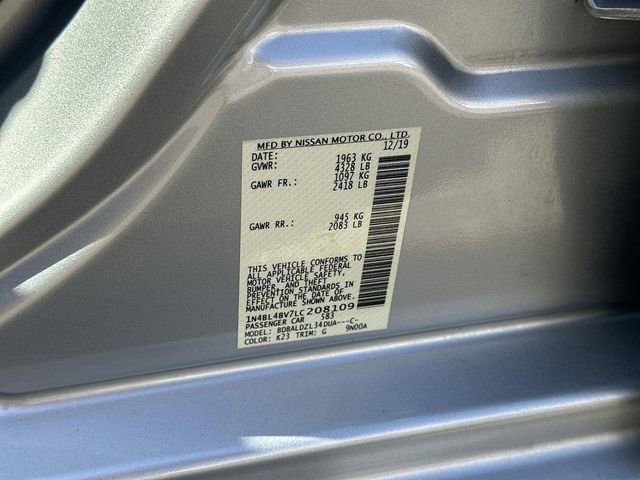 MFD BY NISSAN MOTOR CO., LTD.
DATE: 12/19
GVWR: 1963 KG
4328 LB
GAWR FR.: 1097 KG
2418 LB
GAWR RR.: 945 KG
2083 LB
THIS VEHICLE CONFORMS TO
ALL APPLICABLE FEDERAL
MOTOR VEHICLE SAFETY,
BUMPER, AND THEFT
PREVENTION STANDARDS IN
EFFECT ON THE DATE OF
MANUFACTURE SHOWN ABOVE.
1N4BL4BV7LC208109
PASSENGER CAR 583
MODEL: BDBALDZL34DUA---C-
COLOR: K23 TRIM: G 9N00A